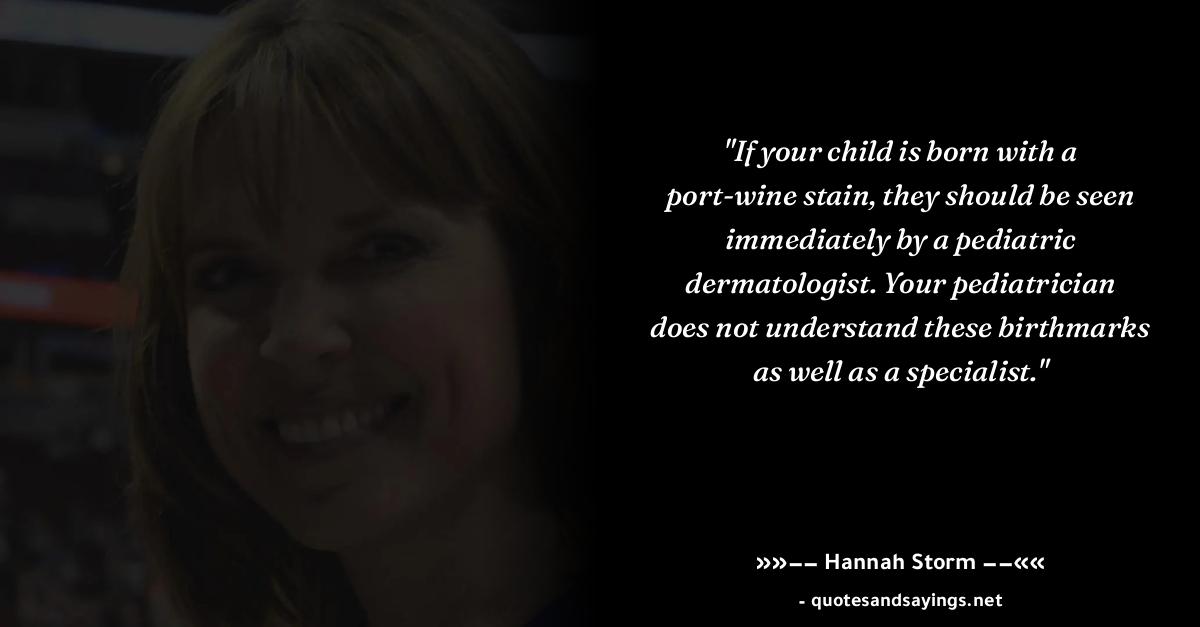 "If your child is born with a
port-wine stain, they should be seen
immediately by a pediatric
dermatologist. Your pediatrician
does not understand these birthmarks
as well as a specialist."
»»–– Hannah Storm ––««
- quotesandsayings.net